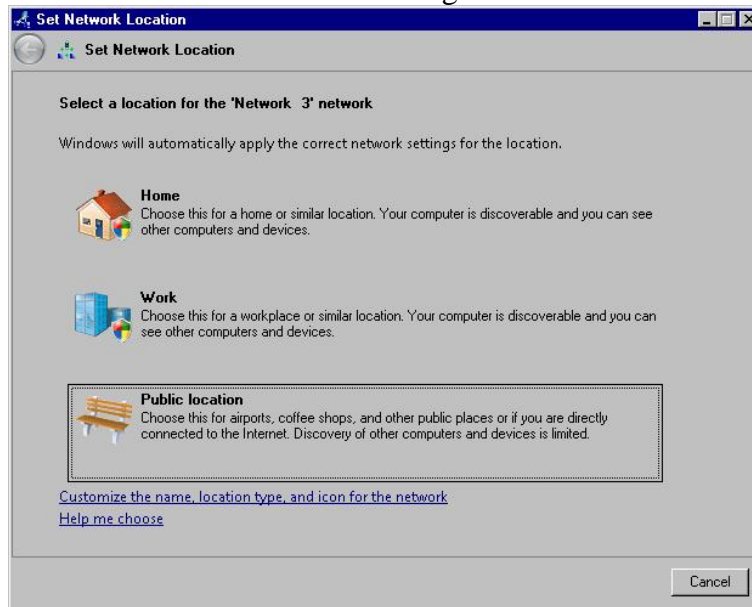 Set Network Location
Set Network Location
Select a location for the 'Network 3' network
Windows will automatically apply the correct network settings for the location.
Home
Choose this for a home or similar location. Your computer is discoverable and you can see
other computers and devices.
Work
Choose this for a workplace or similar location. Your computer is discoverable and you can
see other computers and devices.
Public location
Choose this for airports, coffee shops, and other public places or if you are directly
connected to the Internet. Discovery of other computers and devices is limited.
Customize the name, location type, and icon for the network
Help me choose
Cancel